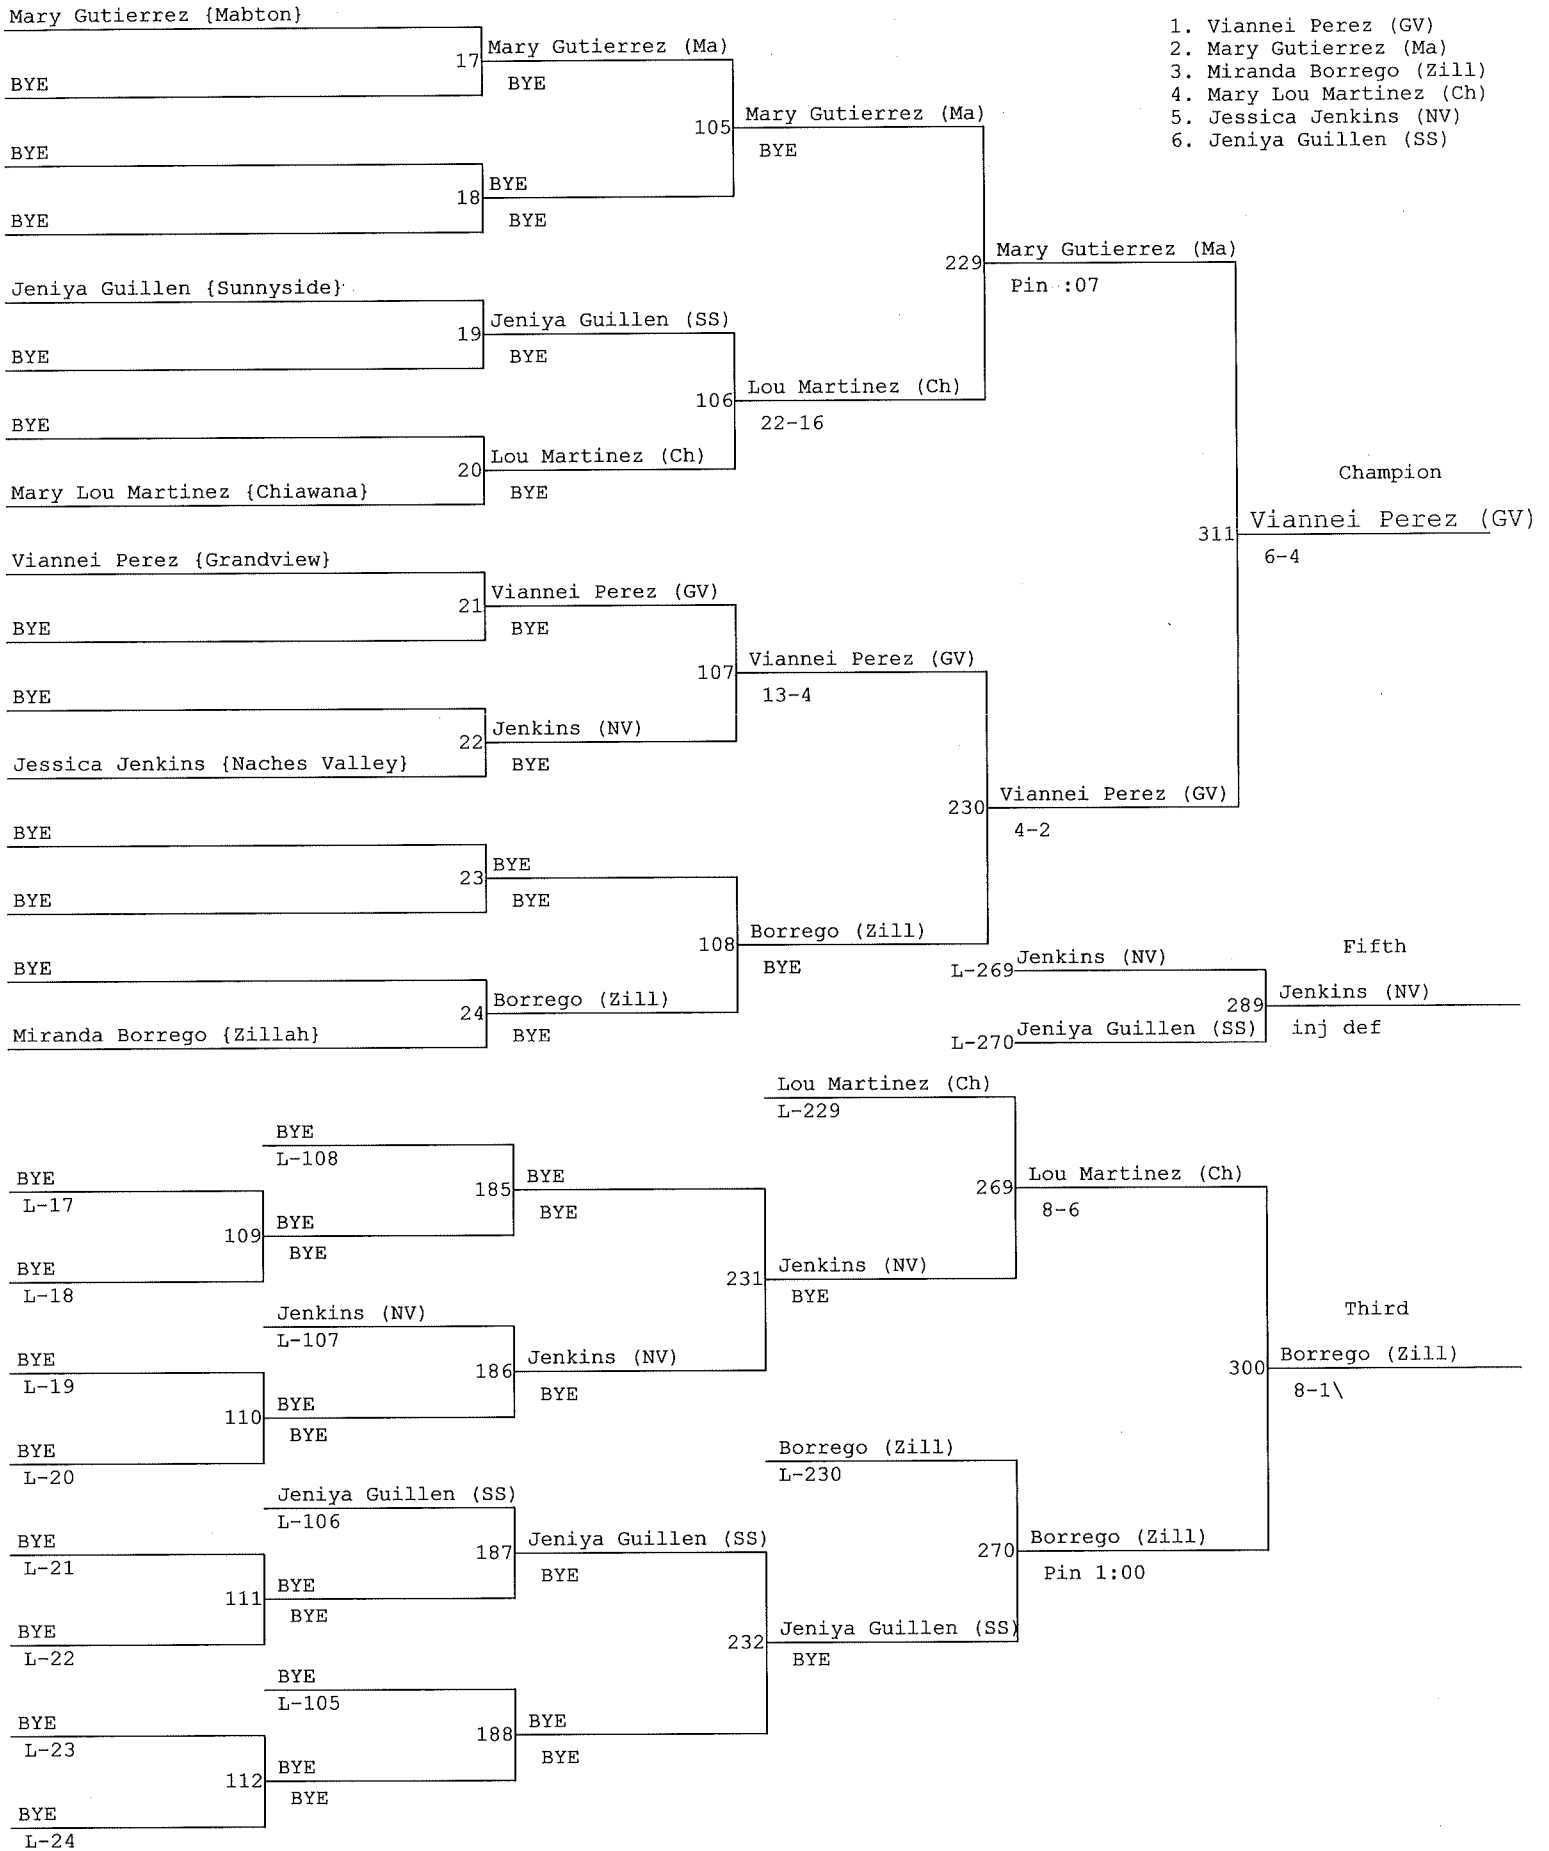 Mary Gutierrez {Mabton}
17
Mary Gutierrez (Ma)
BYE
BYE
105
Mary Gutierrez (Ma)
BYE
BYE
18
BYE
BYE
BYE
229
Mary Gutierrez (Ma)
Pin :07
Jeniya Guillen {Sunnyside}
19
Jeniya Guillen (SS)
BYE
BYE
106
Lou Martinez (Ch)
22-16
BYE
20
Lou Martinez (Ch)
BYE
Mary Lou Martinez {Chiawana}
1. Viannei Perez (GV)
2. Mary Gutierrez (Ma)
3. Miranda Borrego (Zill)
4. Mary Lou Martinez (Ch)
5. Jessica Jenkins (NV)
6. Jeniya Guillen (SS)
Champion
311
Viannei Perez (GV)
6-4
Viannei Perez {Grandview}
21
Viannei Perez (GV)
BYE
BYE
107
Viannei Perez (GV)
13-4
BYE
22
Jenkins (NV)
BYE
Jessica Jenkins {Naches Valley}
230
Viannei Perez (GV)
4-2
BYE
23
BYE
BYE
BYE
108
Borrego (Zill)
BYE
BYE
24
Borrego (Zill)
BYE
Miranda Borrego {Zillah}
Fifth
L-269
Jenkins (NV)
289
Jenkins (NV)
inj def
L-270
Jeniya Guillen (SS)
Lou Martinez (Ch)
L-229
BYE
L-108
BYE
L-17
185
BYE
BYE
109
BYE
BYE
BYE
L-18
269
Lou Martinez (Ch)
8-6
231
Jenkins (NV)
BYE
Jenkins (NV)
L-107
BYE
L-19
186
Jenkins (NV)
BYE
110
BYE
BYE
BYE
L-20
Third
300
Borrego (Zill)
8-1\
Borrego (Zill)
L-230
Jeniya Guillen (SS)
L-106
BYE
L-21
187
Jeniya Guillen (SS)
BYE
111
BYE
BYE
BYE
L-22
270
Borrego (Zill)
Pin 1:00
232
Jeniya Guillen (SS)
BYE
BYE
L-105
BYE
L-23
188
BYE
BYE
112
BYE
BYE
BYE
L-24